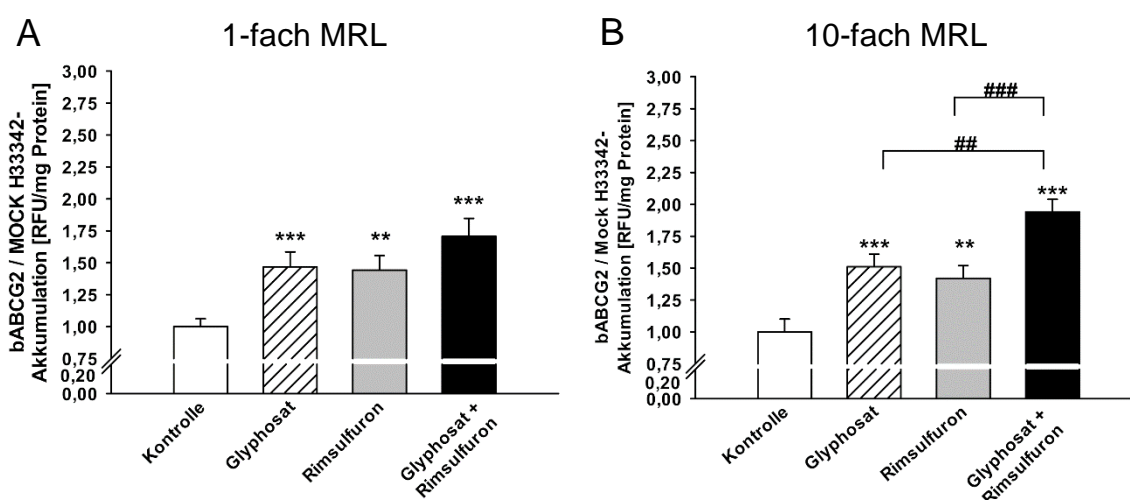 A
1-fach MRL
bABCG2 / MOCK H33342-
Akkumulation [RFU/mg Protein]
3,00
2,75
2,50
2,25
2,00
1,75
1,50
1,25
1,00
0,75
0,20
0,00
***
**
***
Kontrolle
Glyphosat
Rimsulfuron
Glyphosat +
Rimsulfuron
B
10-fach MRL
bABCG2 / Mock H33342-
Akkumulation [RFU/mg Protein]
3,00
2,75
2,50
2,25
2,00
1,75
1,50
1,25
1,00
0,75
0,20
0,00
###
##
***
**
***
Kontrolle
Glyphosat
Rimsulfuron
Glyphosat +
Rimsulfuron